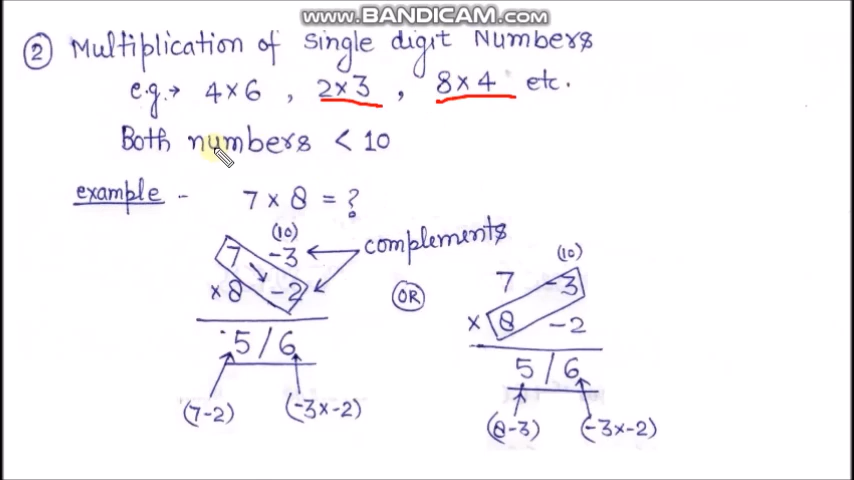 www.BANDICAM.com
② Multiplication of Single digit Numbers
e.g.→ 4×6 , 2×3 , 8×4 etc.
Both numbers < 10
example - 7 × 8 = ?
(10)
7 -3
complements
× 8 -2
5 / 6
(7-2) (-3×-2)
OR
(10)
7 -3
× 8 -2
5 / 6
(8-3) (-3×-2)